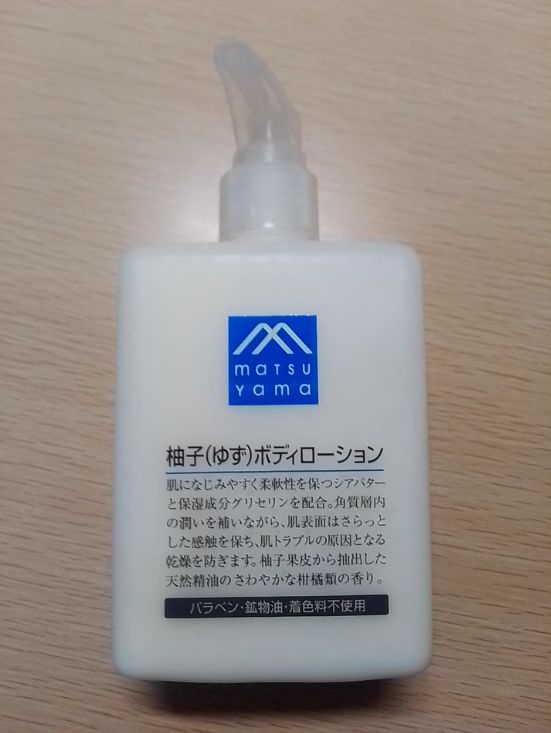 matsu
yama
柚子(ゆず)ボディローション
肌になじみやすく柔軟性を保つシアバター
と保湿成分グリセリンを配合。角質層内
の潤いを補いながら、肌表面はさらっと
した感触を保ち、肌トラブルの原因となる
乾燥を防ぎます。柚子果皮から抽出した
天然精油のさわやかな柑橘類の香り。
パラベン・鉱物油・着色料不使用